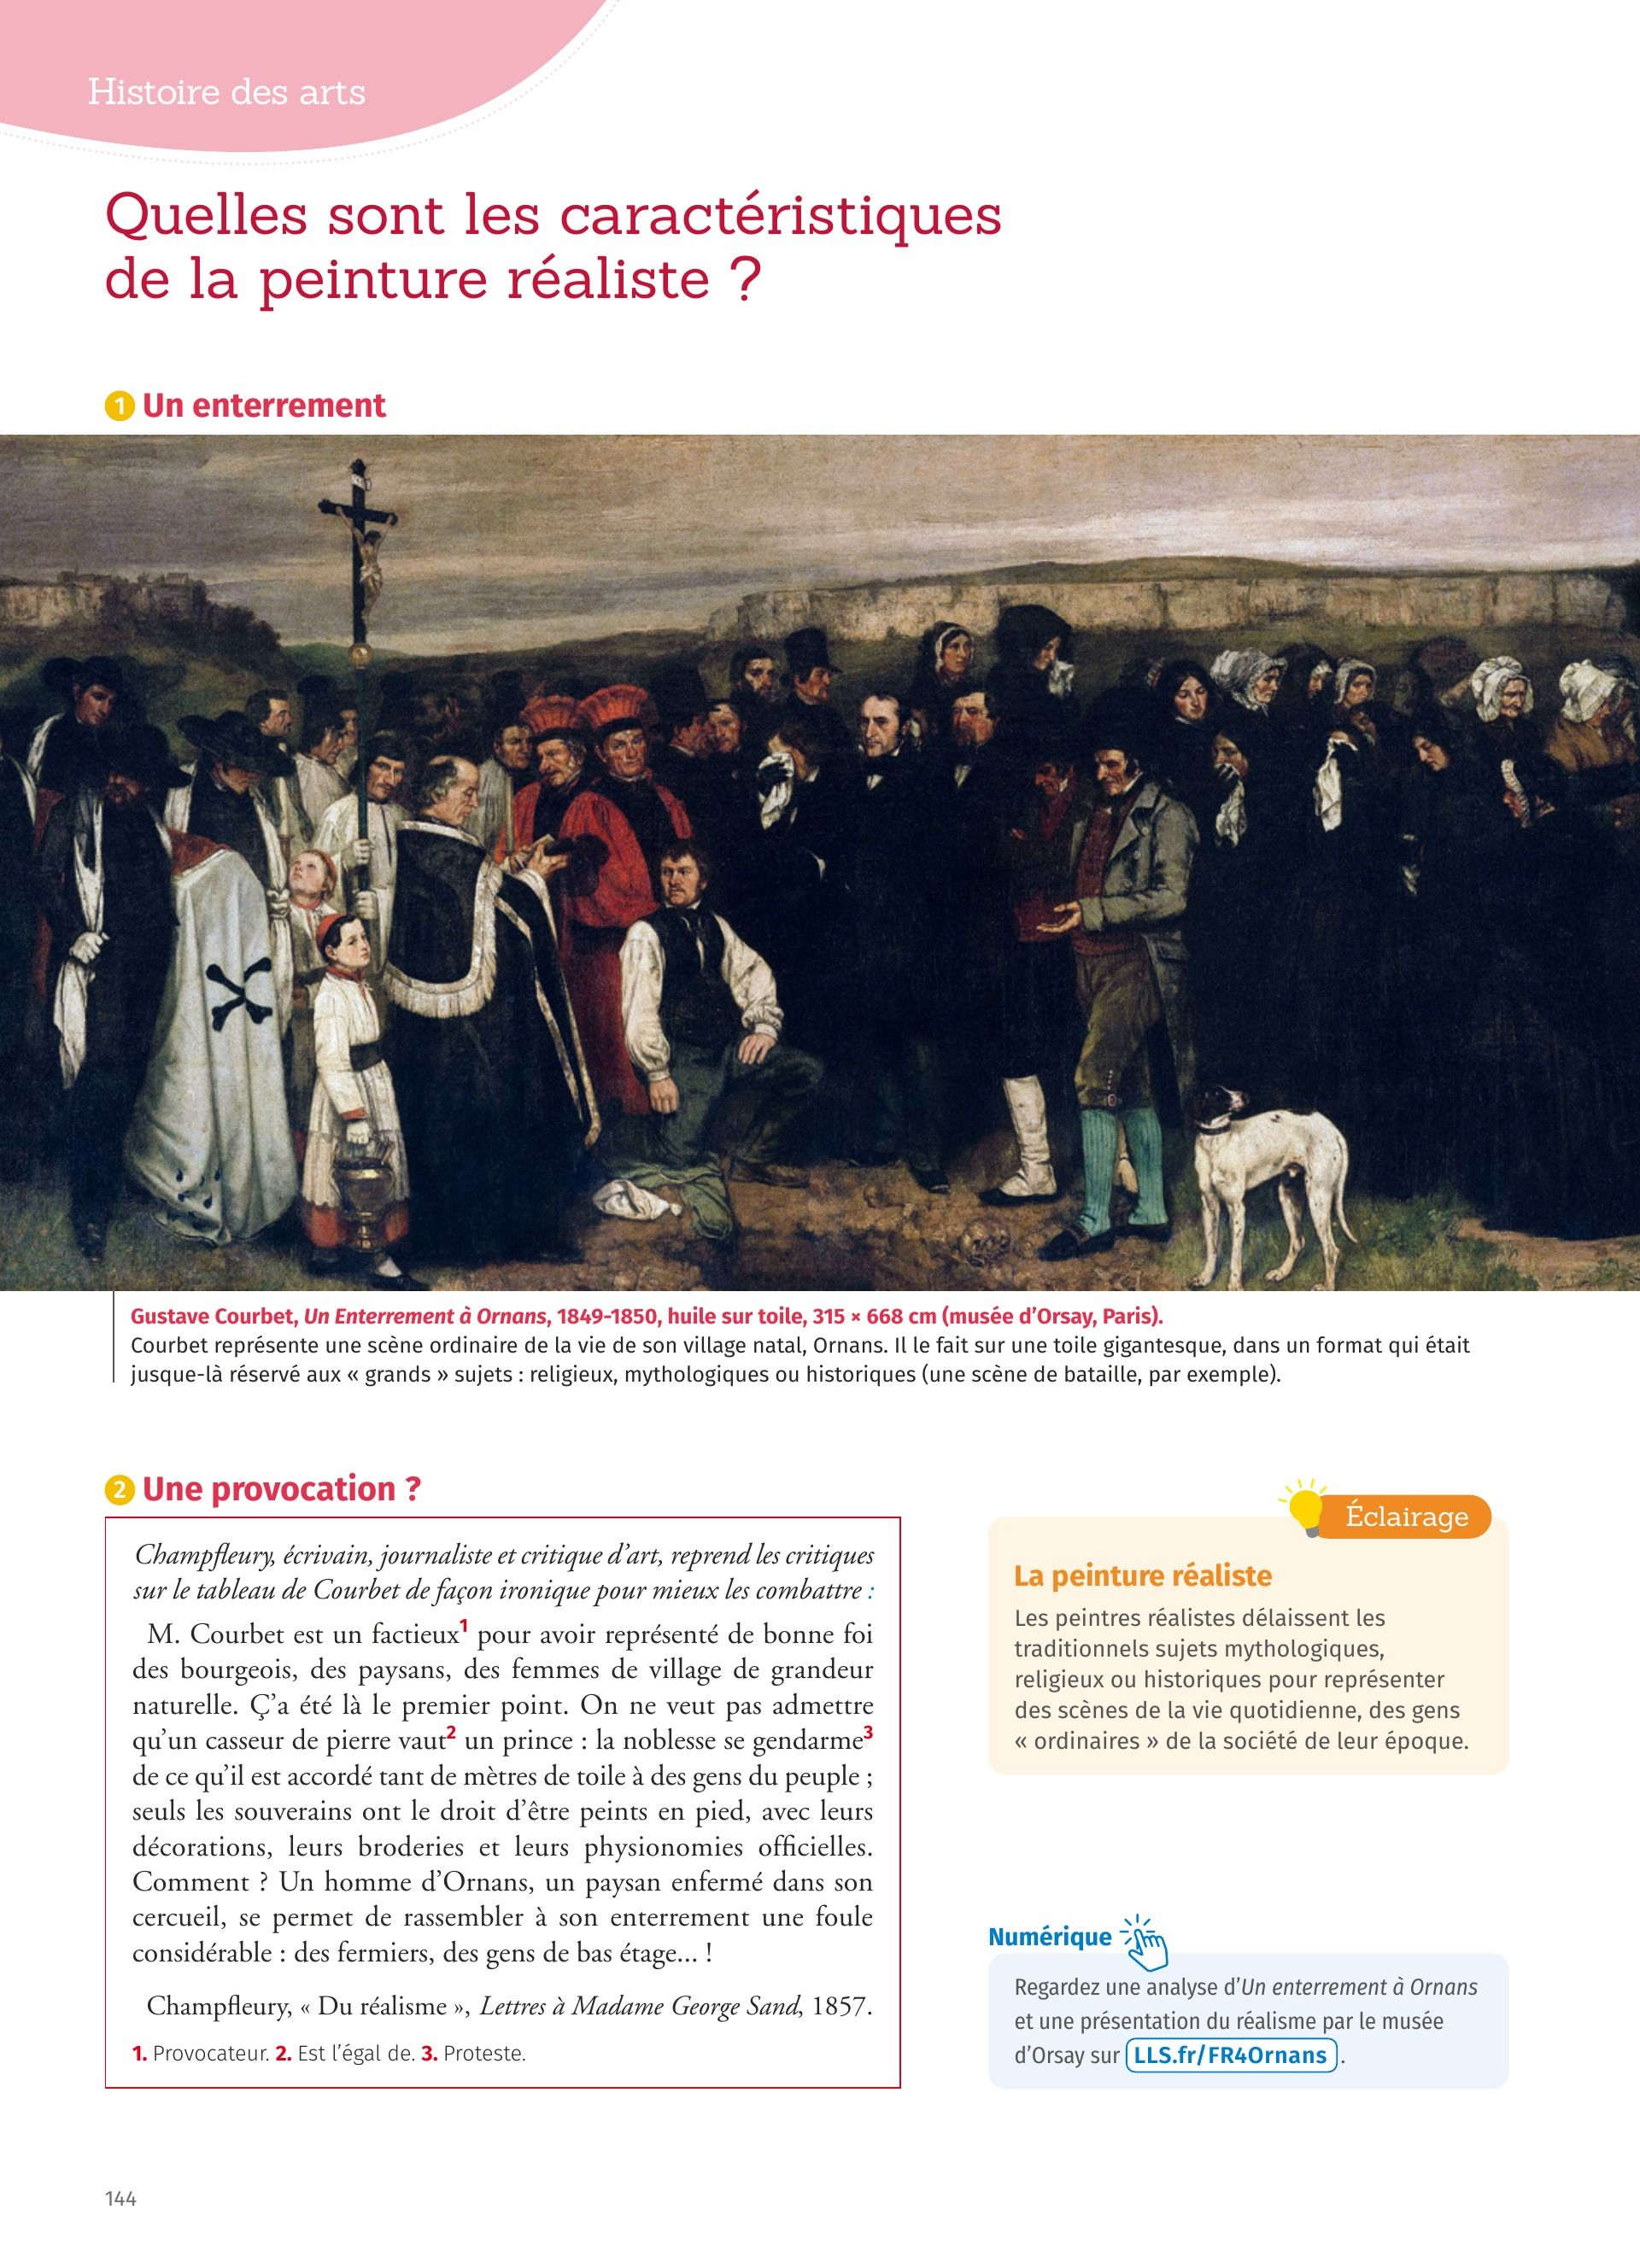 Histoire des arts
Quelles sont les caractéristiques
de la peinture réaliste ?
1 Un enterrement
Gustave Courbet, Un Enterrement à Ornans, 1849-1850, huile sur toile, 315 × 668 cm (musée d’Orsay, Paris).
Courbet représente une scène ordinaire de la vie de son village natal, Ornans. Il le fait sur une toile gigantesque, dans un format qui était
jusque-là réservé aux « grands » sujets : religieux, mythologiques ou historiques (une scène de bataille, par exemple).
2 Une provocation ?
Champfleury, écrivain, journaliste et critique d’art, reprend les critiques
sur le tableau de Courbet de façon ironique pour mieux les combattre :
M. Courbet est un factieux1 pour avoir représenté de bonne foi
des bourgeois, des paysans, des femmes de village de grandeur
naturelle. Ç’a été là le premier point. On ne veut pas admettre
qu’un casseur de pierre vaut2 un prince : la noblesse se gendarme3
de ce qu’il est accordé tant de mètres de toile à des gens du peuple ;
seuls les souverains ont le droit d’être peints en pied, avec leurs
décorations, leurs broderies et leurs physionomies officielles.
Comment ? Un homme d’Ornans, un paysan enfermé dans son
cercueil, se permet de rassembler à son enterrement une foule
considérable : des fermiers, des gens de bas étage... !
Champfleury, « Du réalisme », Lettres à Madame George Sand, 1857.
1. Provocateur. 2. Est l’égal de. 3. Proteste.
Éclairage
La peinture réaliste
Les peintres réalistes délaissent les
traditionnels sujets mythologiques,
religieux ou historiques pour représenter
des scènes de la vie quotidienne, des gens
« ordinaires » de la société de leur époque.
Numérique
Regardez une analyse d’Un enterrement à Ornans
et une présentation du réalisme par le musée
d’Orsay sur LLS.fr/FR4Ornans .
144